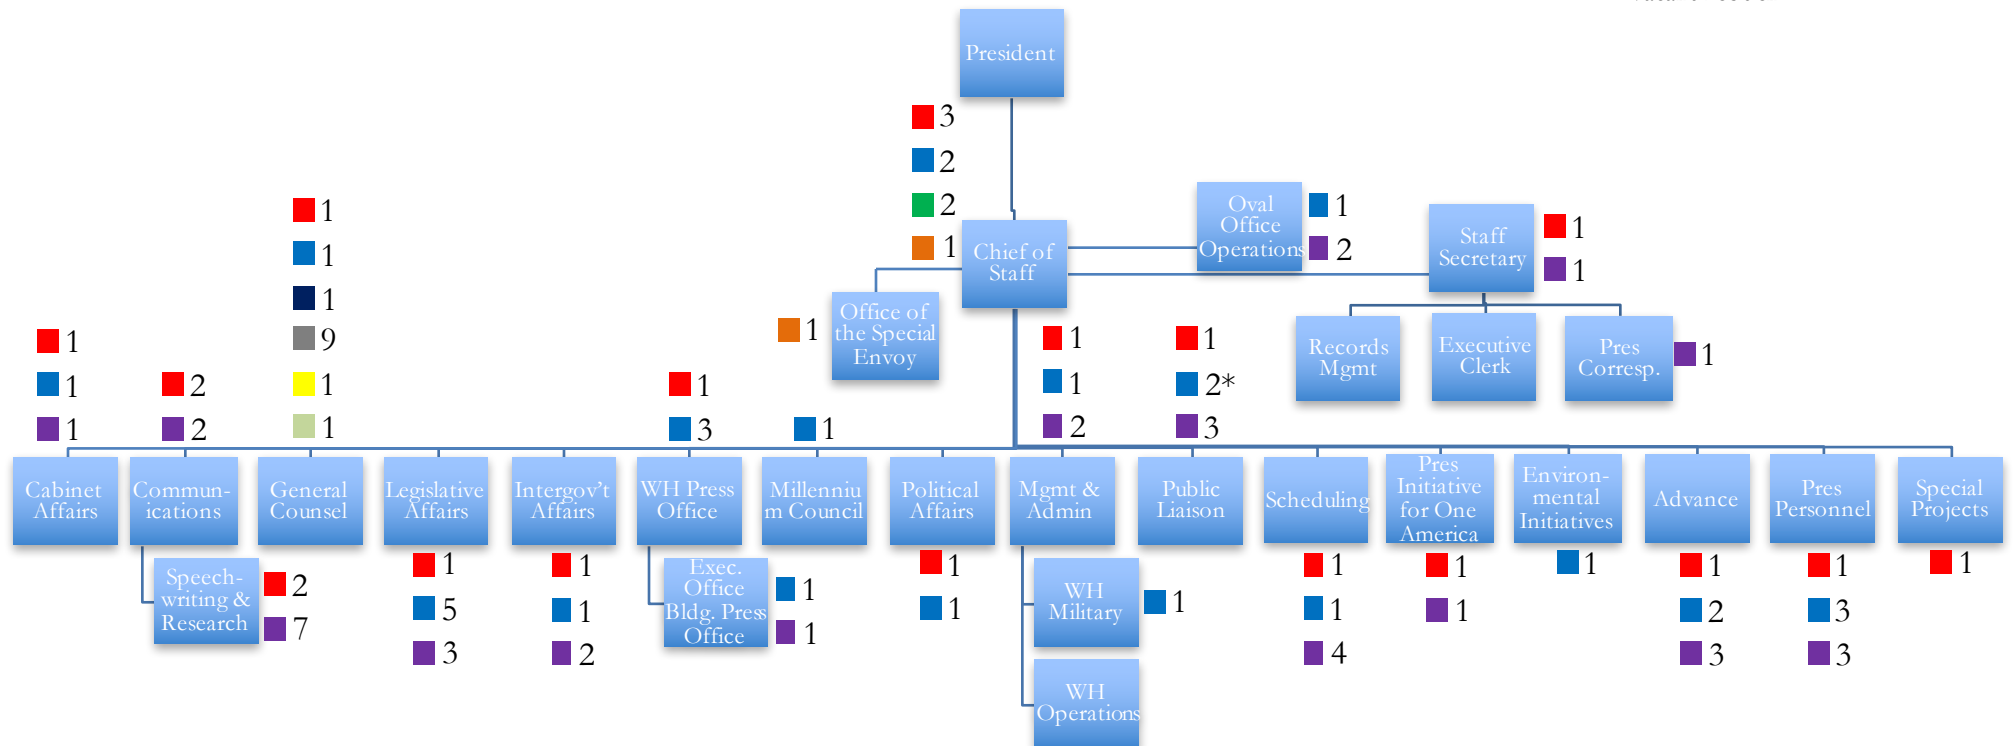 President
3
2
2
1
Chief of
Staff
Oval
Office
Operations
1
2
Staff
Secretary
1
1
Office of
the Special
Envoy
1
Records
Mgmt
Executive
Clerk
Pres
Corresp.
1
1
1
1
2
2
1
1
1
9
1
1
1
3
1
1
1
2
1
2*
3
Cabinet
Affairs
Commun-
ications
General
Counsel
Legislative
Affairs
Intergov't
Affairs
WH Press
Office
Millenniu
m Council
Political
Affairs
Mgmt &
Admin
Public
Liaison
Scheduling
Pres
Initiative
for One
America
Environ-
mental
Initiatives
Advance
Pres
Personnel
Special
Projects
Speech-
writing &
Research
2
7
1
5
3
1
1
2
Exec.
Office
Bldg. Press
Office
1
1
1
1
WH
Military
1
WH
Operations
1
1
4
1
1
1
1
2
3
1
3
3
1